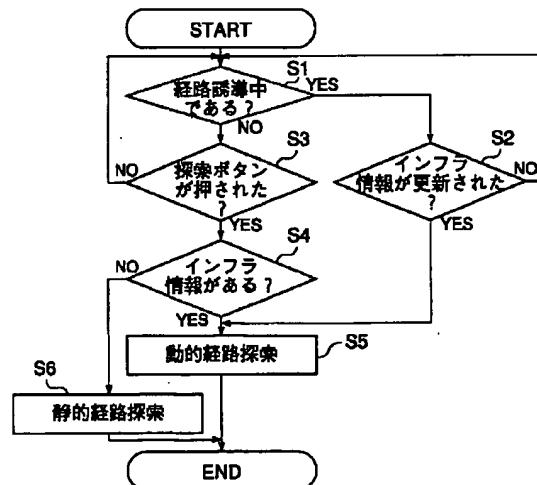 START
S1
経路誘導中
である?
YES
NO
S3
探索ボタン
が押された
?
NO
YES
S2
インフラ
情報が更新された
?
NO
YES
S4
インフラ
情報がある?
NO
YES
動的経路探索
S5
S6
静的経路探索
END